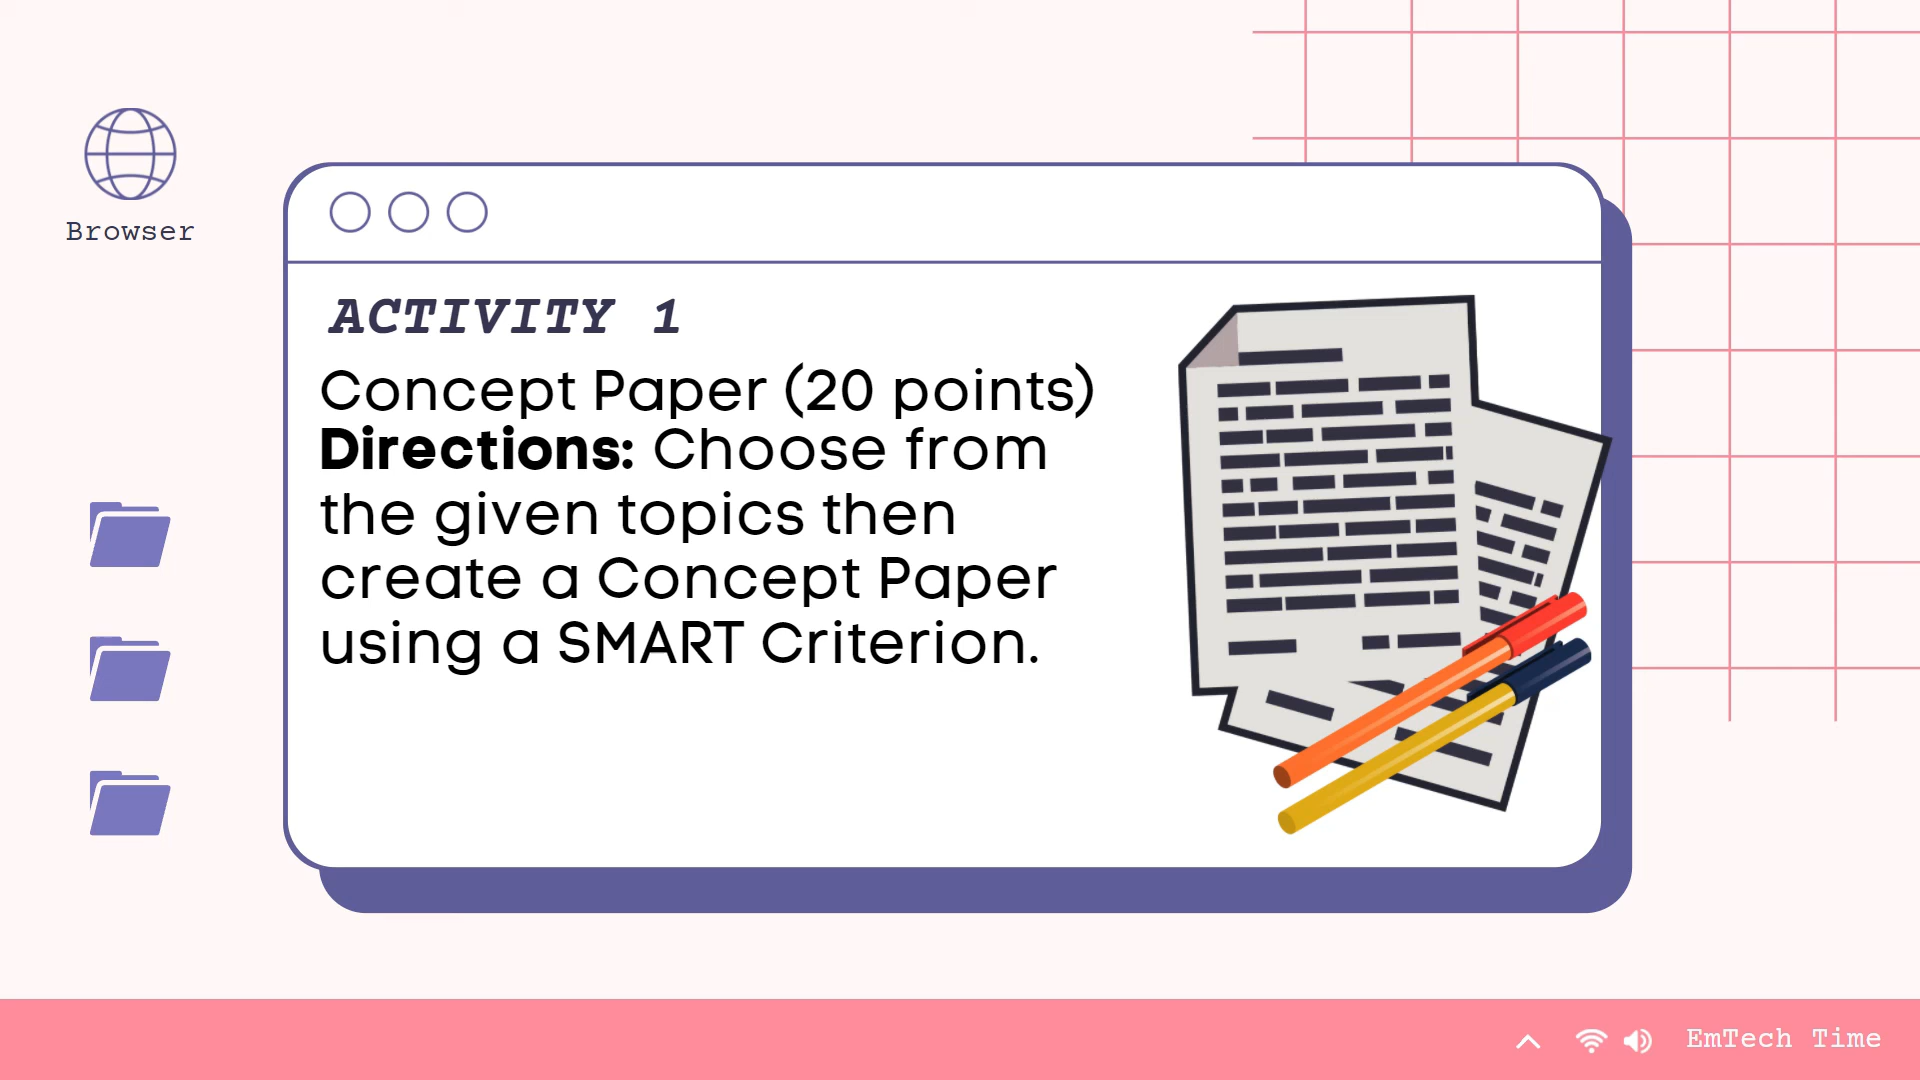 Browser
ACTIVITY 1
Concept Paper (20 points)
Directions: Choose from
the given topics then
create a Concept Paper
using a SMART Criterion.
EmTech Time